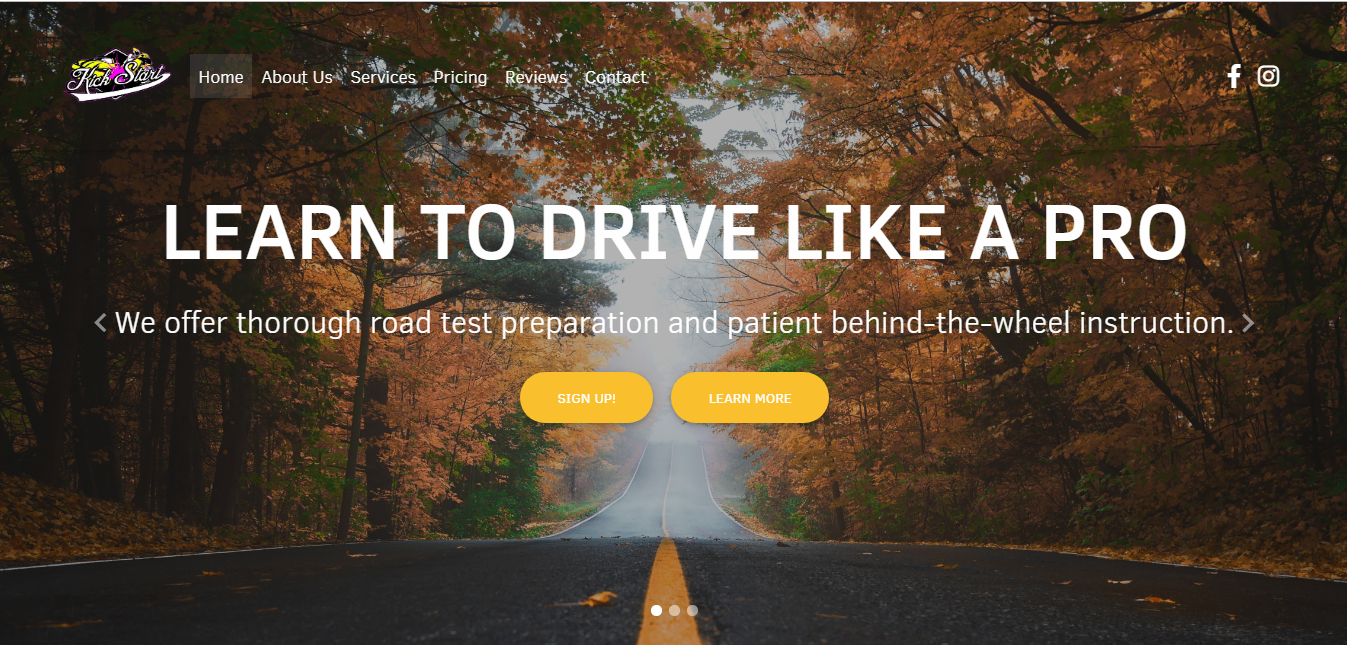 Kick Start
Home About Us Services Pricing Reviews Contact
LEARN TO DRIVE LIKE A PRO
We offer thorough road test preparation and patient behind-the-wheel instruction.
SIGN UP! LEARN MORE